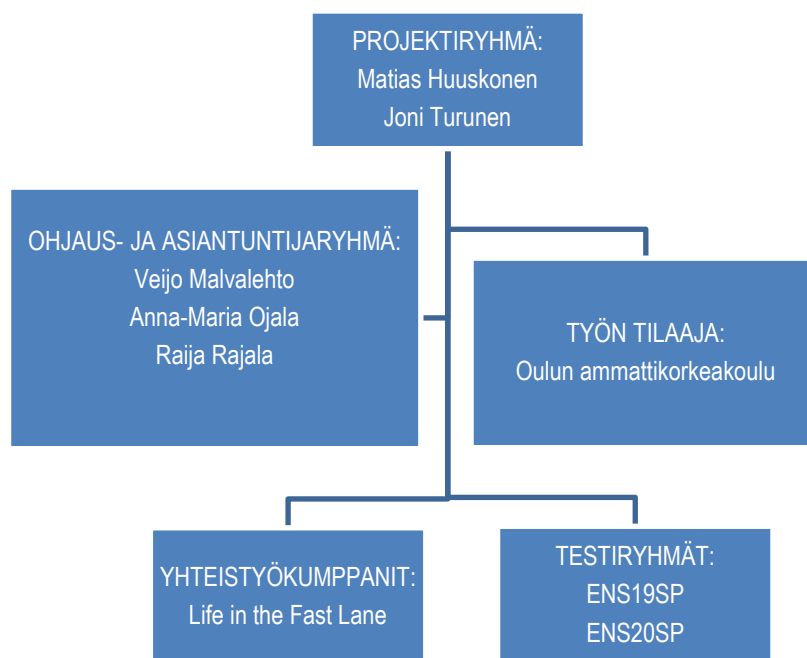 PROJEKTIRYHMÄ:
Matias Huuskonen
Joni Turunen
OHJAUS- JA ASIANTUNTIJARYHMÄ:
Veijo Malvalehto
Anna-Maria Ojala
Raija Rajala
TYÖN TILAAJA:
Oulun ammattikorkeakoulu
YHTEISTYÖKUMPPANIT:
Life in the Fast Lane
TESTIRYHMÄT:
ENS19SP
ENS20SP